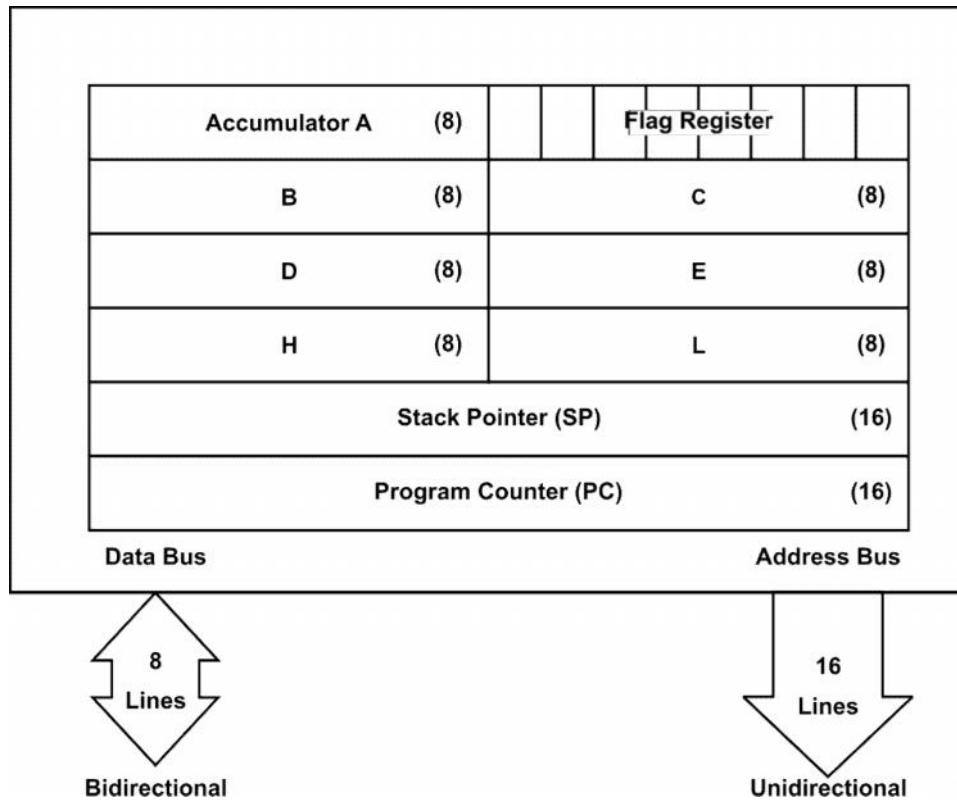 Accumulator A (8) Flag Register
B (8) C (8)
D (8) E (8)
H (8) L (8)
Stack Pointer (SP) (16)
Program Counter (PC) (16)
Data Bus Address Bus
8 Lines
16 Lines
Bidirectional Unidirectional